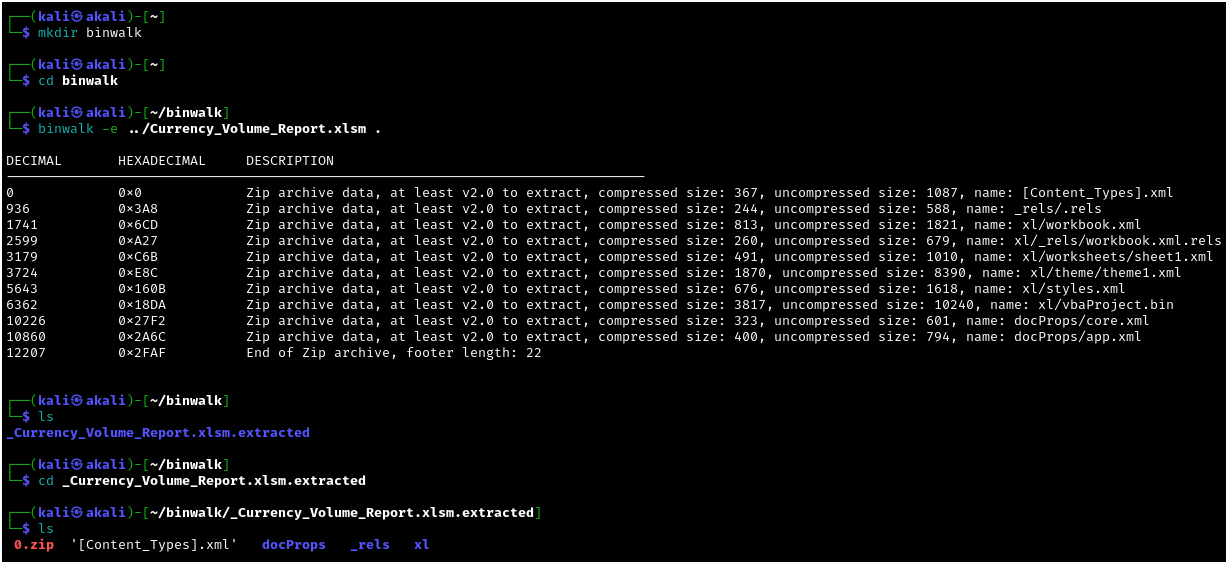 ┌──(kali㉿akali)-[~]
└─$ mkdir binwalk
┌──(kali㉿akali)-[~]
└─$ cd binwalk
┌──(kali㉿akali)-[~/binwalk]
└─$ binwalk -e ../Currency_Volume_Report.xlsm .
DECIMAL       HEXADECIMAL     DESCRIPTION
--------------------------------------------------------------------------------
0             0×0             Zip archive data, at least v2.0 to extract, compressed size: 367, uncompressed size: 1087, name: [Content_Types].xml
936           0×3A8           Zip archive data, at least v2.0 to extract, compressed size: 244, uncompressed size: 588, name: _rels/.rels
1741          0×6CD           Zip archive data, at least v2.0 to extract, compressed size: 813, uncompressed size: 1821, name: xl/workbook.xml
2599          0×A27           Zip archive data, at least v2.0 to extract, compressed size: 260, uncompressed size: 679, name: xl/_rels/workbook.xml.rels
3179          0×C6B           Zip archive data, at least v2.0 to extract, compressed size: 491, uncompressed size: 1010, name: xl/worksheets/sheet1.xml
3724          0×E8C           Zip archive data, at least v2.0 to extract, compressed size: 1870, uncompressed size: 8390, name: xl/theme/theme1.xml
5643          0×160B          Zip archive data, at least v2.0 to extract, compressed size: 676, uncompressed size: 1618, name: xl/styles.xml
6362          0×18DA          Zip archive data, at least v2.0 to extract, compressed size: 3817, uncompressed size: 10240, name: xl/vbaProject.bin
10226         0×27F2          Zip archive data, at least v2.0 to extract, compressed size: 323, uncompressed size: 601, name: docProps/core.xml
10860         0×2A6C          Zip archive data, at least v2.0 to extract, compressed size: 400, uncompressed size: 794, name: docProps/app.xml
12207         0×2FAF          End of Zip archive, footer length: 22
┌──(kali㉿akali)-[~/binwalk]
└─$ ls
_Currency_Volume_Report.xlsm.extracted
┌──(kali㉿akali)-[~/binwalk]
└─$ cd _Currency_Volume_Report.xlsm.extracted
┌──(kali㉿akali)-[~/binwalk/_Currency_Volume_Report.xlsm.extracted]
└─$ ls
0.zip  '[Content_Types].xml'   docProps   _rels   xl